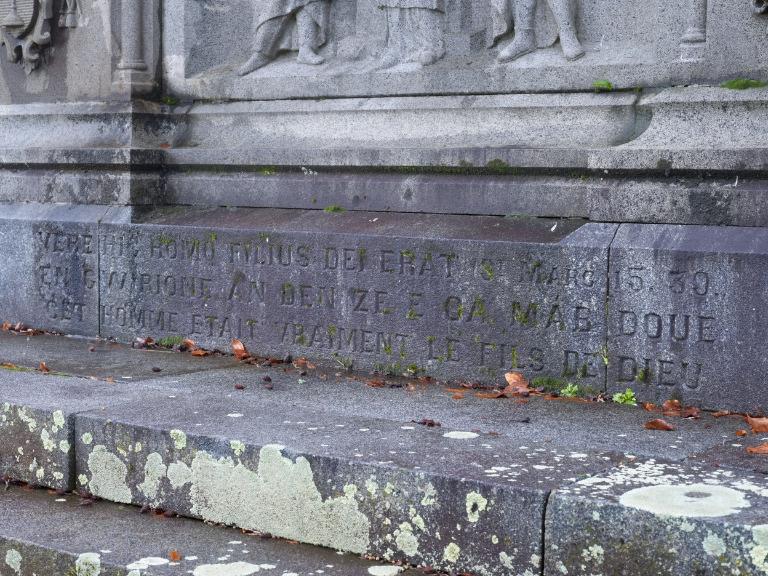 VERE HIC HOMO FILIUS DEI ERAT St MARC 15. 39.
EN GWIRIONE AN DEN ZE E OA MAB DOUE
CET HOMME ETAIT VRAIMENT LE FILS DE DIEU